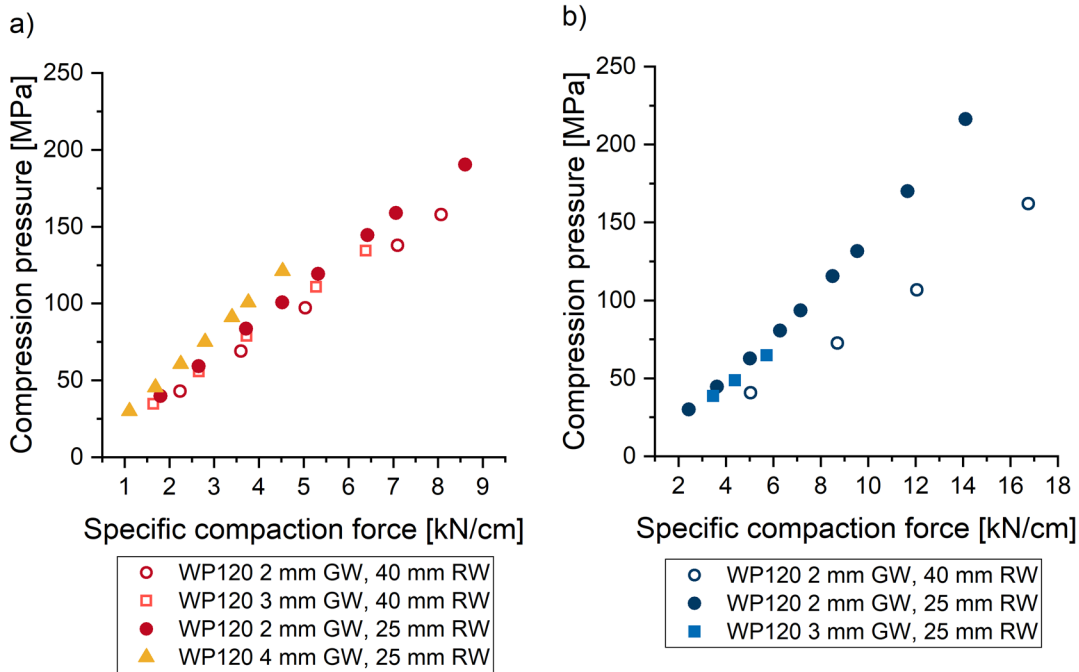 a)
Compression pressure [MPa]
250
200
150
100
50
0
1 2 3 4 5 6 7 8 9
Specific compaction force [kN/cm]
WP120 2 mm GW, 40 mm RW
WP120 3 mm GW, 40 mm RW
WP120 2 mm GW, 25 mm RW
WP120 4 mm GW, 25 mm RW
b)
Compression pressure [MPa]
250
200
150
100
50
0
2 4 6 8 10 12 14 16 18
Specific compaction force [kN/cm]
WP120 2 mm GW, 40 mm RW
WP120 2 mm GW, 25 mm RW
WP120 3 mm GW, 25 mm RW